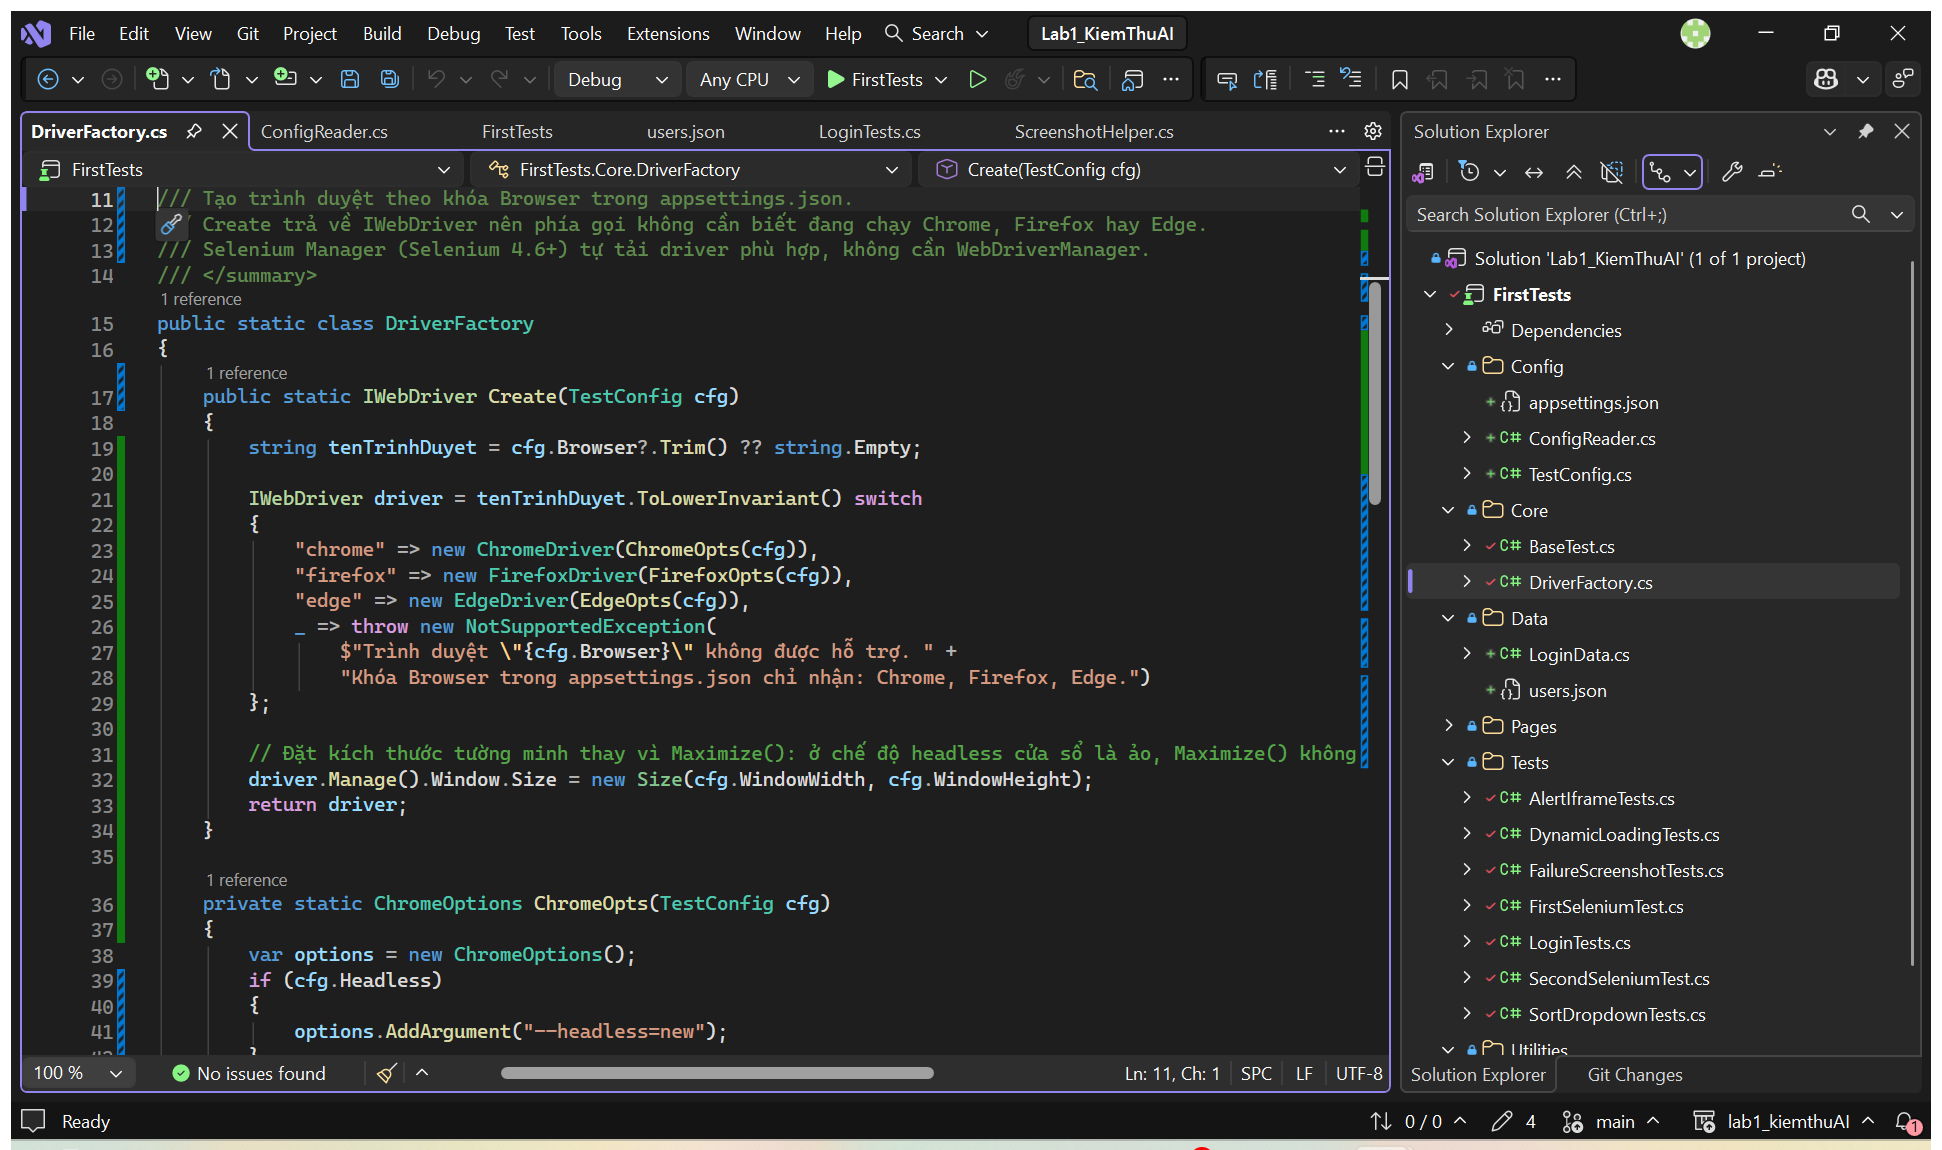 File Edit View Git Project Build Debug Test Tools Extensions Window Help Search Lab1_KiemThuAI
Debug Any CPU FirstTests
DriverFactory.cs ConfigReader.cs FirstTests users.json LoginTests.cs ScreenshotHelper.cs
FirstTests FirstTests.Core.DriverFactory Create(TestConfig cfg)
11 /// Tạo trình duyệt theo khóa Browser trong appsettings.json.
12 Create trả về IWebDriver nên phía gọi không cần biết đang chạy Chrome, Firefox hay Edge.
13 /// Selenium Manager (Selenium 4.6+) tự tải driver phù hợp, không cần WebDriverManager.
14 /// </summary>
1 reference
15 public static class DriverFactory
16 {
1 reference
17 public static IWebDriver Create(TestConfig cfg)
18 {
19 string tenTrinhDuyet = cfg.Browser?.Trim() ?? string.Empty;
20
21 IWebDriver driver = tenTrinhDuyet.ToLowerInvariant() switch
22 {
23 "chrome" => new ChromeDriver(ChromeOpts(cfg)),
24 "firefox" => new FirefoxDriver(FirefoxOpts(cfg)),
25 "edge" => new EdgeDriver(EdgeOpts(cfg)),
26 _ => throw new NotSupportedException(
27 $"Trình duyệt \"{cfg.Browser}\" không được hỗ trợ. " +
28 "Khóa Browser trong appsettings.json chỉ nhận: Chrome, Firefox, Edge.")
29 };
30
31 // Đặt kích thước tường minh thay vì Maximize(): ở chế độ headless cửa sổ là ảo, Maximize() không
32 driver.Manage().Window.Size = new Size(cfg.WindowWidth, cfg.WindowHeight);
33 return driver;
34 }
35
1 reference
36 private static ChromeOptions ChromeOpts(TestConfig cfg)
37 {
38 var options = new ChromeOptions();
39 if (cfg.Headless)
40 {
41 options.AddArgument("--headless=new");
100 % No issues found Ln: 11, Ch: 1 SPC LF UTF-8
Solution Explorer
Search Solution Explorer (Ctrl+;)
Solution 'Lab1_KiemThuAI' (1 of 1 project)
FirstTests
Dependencies
Config
appsettings.json
C# ConfigReader.cs
C# TestConfig.cs
Core
C# BaseTest.cs
C# DriverFactory.cs
Data
C# LoginData.cs
users.json
Pages
Tests
C# AlertIframeTests.cs
C# DynamicLoadingTests.cs
C# FailureScreenshotTests.cs
C# FirstSeleniumTest.cs
C# LoginTests.cs
C# SecondSeleniumTest.cs
C# SortDropdownTests.cs
Utilities
Solution Explorer Git Changes
Ready 0 / 0 4 main lab1_kiemthuAI 1